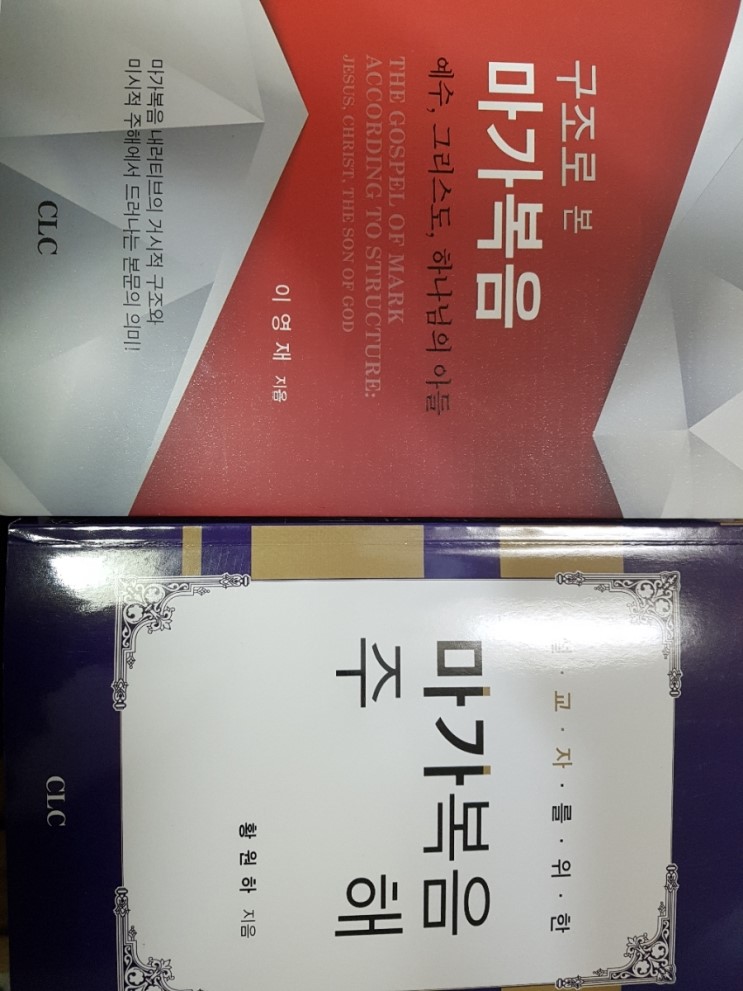 구조로 본
마가복음
예수, 그리스도, 하나님의 아들
THE GOSPEL OF MARK
ACCORDING TO STRUCTURE:
JESUS, CHRIST, THE SON OF GOD
이영재 지음
마가복음 내러티브의 거시적 구조와
미시적 주해에서 드러나는 본문의 의미!
CLC
설·교·자·를·위·한
마가복음
주해
황원하 지음
CLC